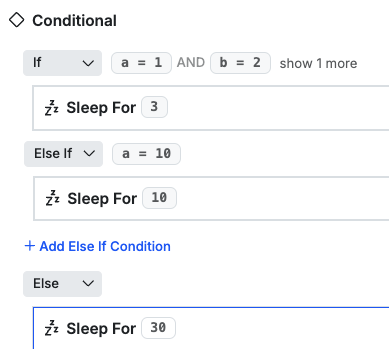 Conditional
If a = 1 AND b = 2 show 1 more
Sleep For 3
Else If a = 10
Sleep For 10
+ Add Else If Condition
Else
Sleep For 30